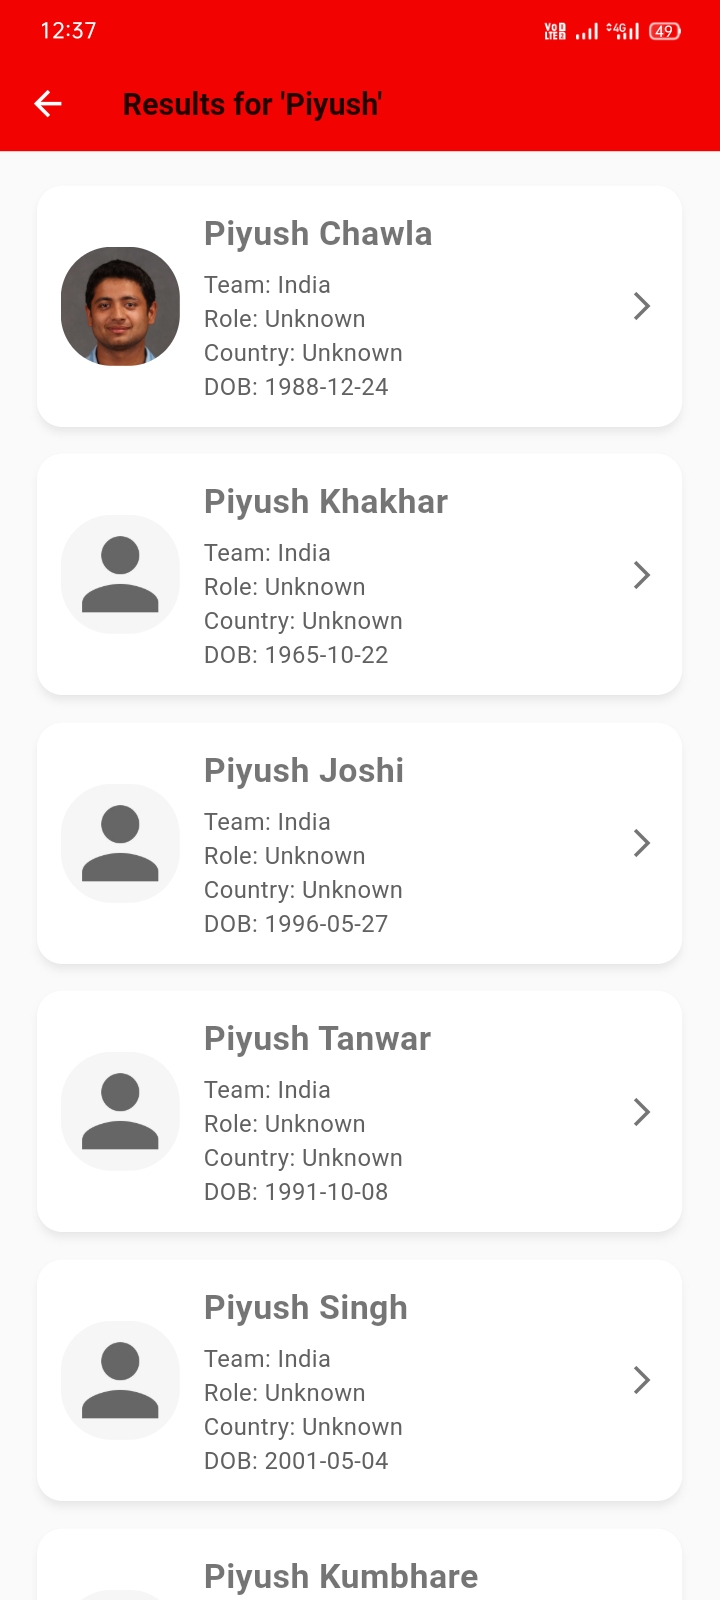 12:37
Vo 1
LTE 2
4G
49
Results for 'Piyush'
Piyush Chawla
Team: India
Role: Unknown
Country: Unknown
DOB: 1988-12-24
Piyush Khakhar
Team: India
Role: Unknown
Country: Unknown
DOB: 1965-10-22
Piyush Joshi
Team: India
Role: Unknown
Country: Unknown
DOB: 1996-05-27
Piyush Tanwar
Team: India
Role: Unknown
Country: Unknown
DOB: 1991-10-08
Piyush Singh
Team: India
Role: Unknown
Country: Unknown
DOB: 2001-05-04
Piyush Kumbhare